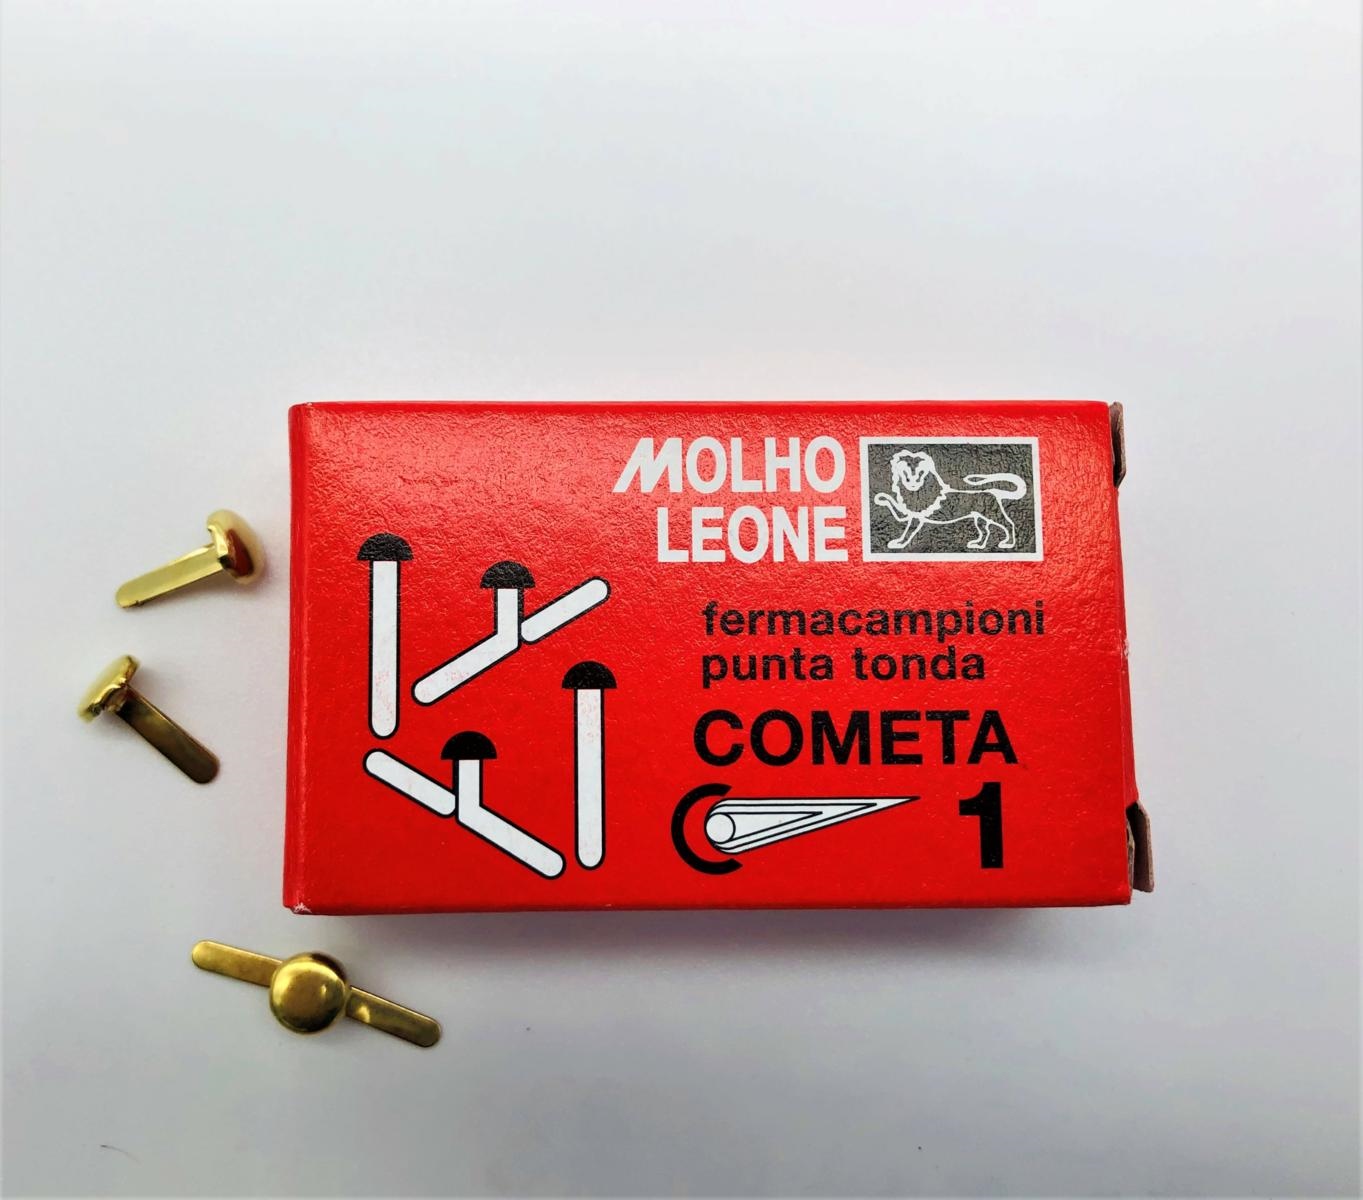 MOLHO
LEONE
fermacampioni
punta tonda
COMETA
1